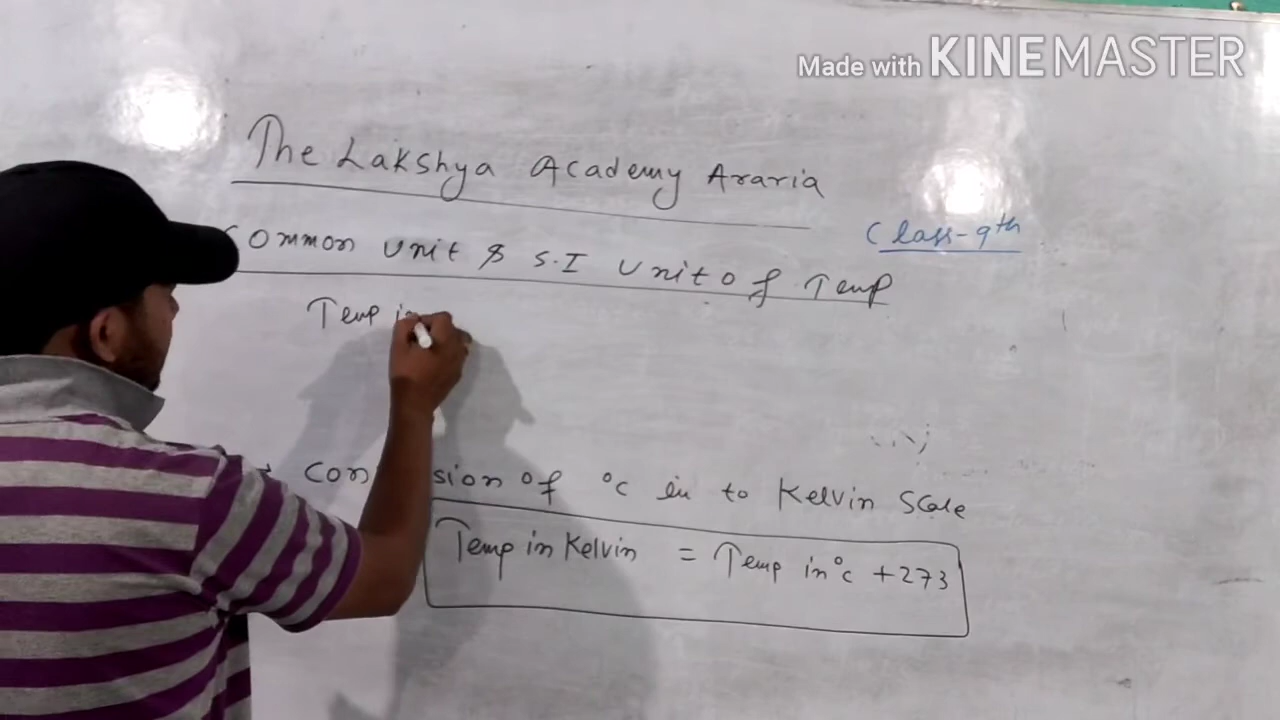 Made with KINEMASTER
The Lakshya Academy Araria
Class-9th
Common Unit & S.I Unit of Temp
Temp in
sion of °C in to Kelvin Scale
Temp in Kelvin = Temp in °C +273